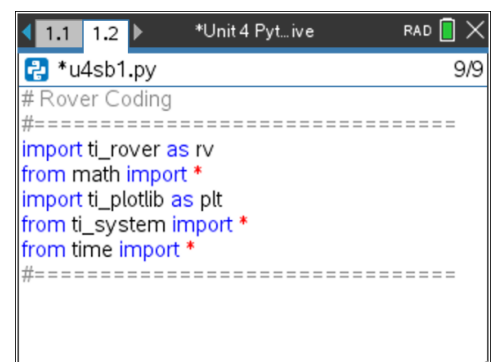 1.1 1.2 *Unit 4 Pyt...ive RAD
*u4sb1.py 9/9
# Rover Coding
#================================
import ti_rover as rv
from math import *
import ti_plotlib as plt
from ti_system import *
from time import *
#================================